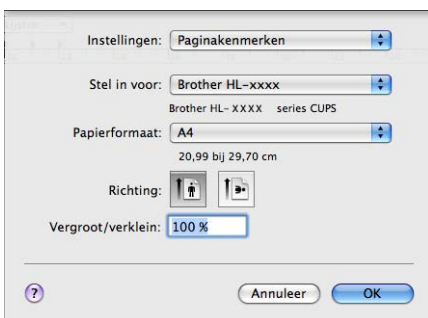 Instellingen: Paginakenmerken
Stel in voor: Brother HL-xxxx
Brother HL-XXXX series CUPS
Papierformaat: A4
20,99 bij 29,70 cm
Richting:
Vergroot/verklein: 100 %
? Annuleer OK